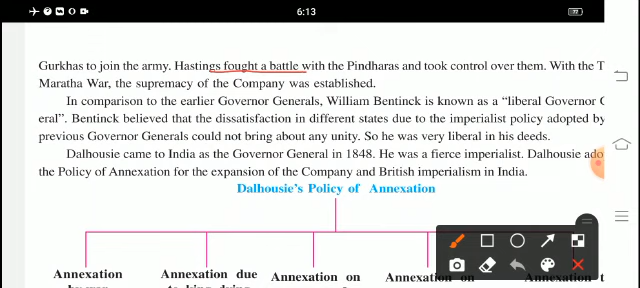 6:13
Gurkhas to join the army. Hastings fought a battle with the Pindharas and took control over them. With the T
Maratha War, the supremacy of the Company was established.
In comparison to the earlier Governor Generals, William Bentinck is known as a “liberal Governor
eral”. Bentinck believed that the dissatisfaction in different states due to the imperialist policy adopted by
previous Governor Generals could not bring about any unity. So he was very liberal in his deeds.
Dalhousie came to India as the Governor General in 1848. He was a fierce imperialist. Dalhousie ado
the Policy of Annexation for the expansion of the Company and British imperialism in India.
Dalhousie's Policy of Annexation
Annexation Annexation due Annexation on Annexation on Annexation t
to king dying